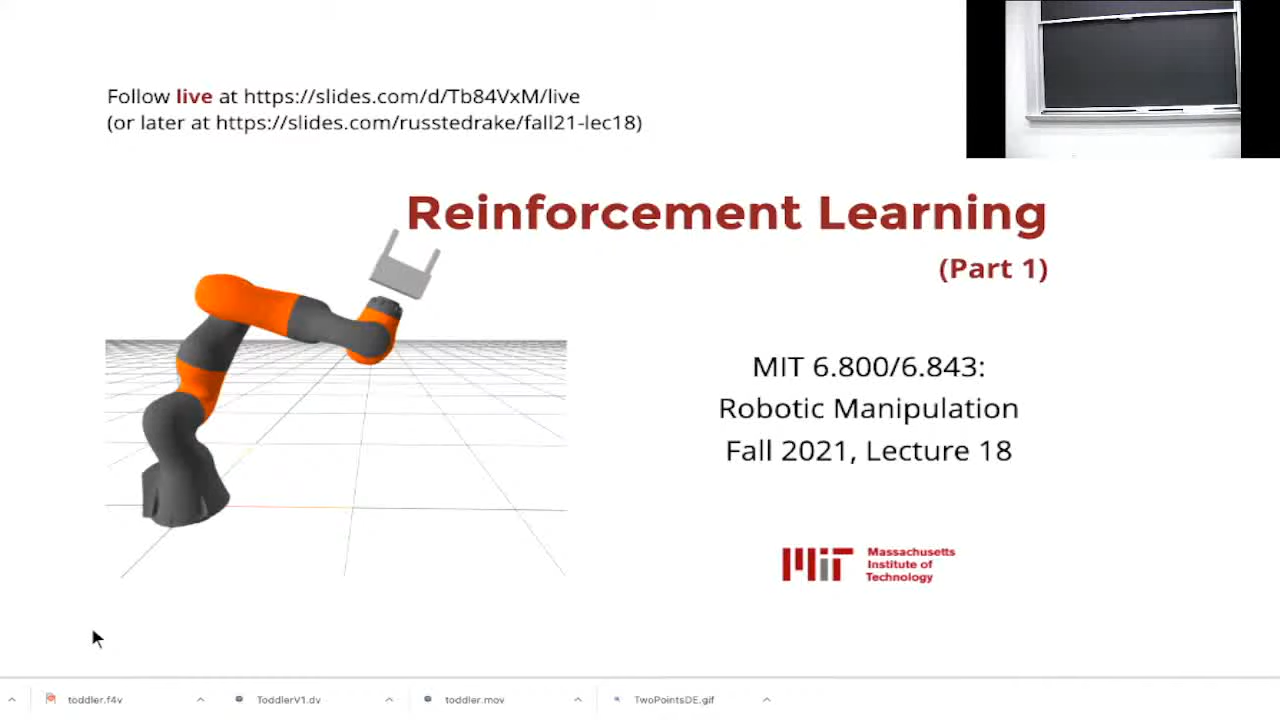 Follow live at https://slides.com/d/Tb84VxM/live
(or later at https://slides.com/russtedrake/fall21-lec18)
Reinforcement Learning
(Part 1)
MIT 6.800/6.843:
Robotic Manipulation
Fall 2021, Lecture 18
Massachusetts
Institute of
Technology
toddler.f4v
ToddlerV1.dv
toddler.mov
TwoPointsDE.gif